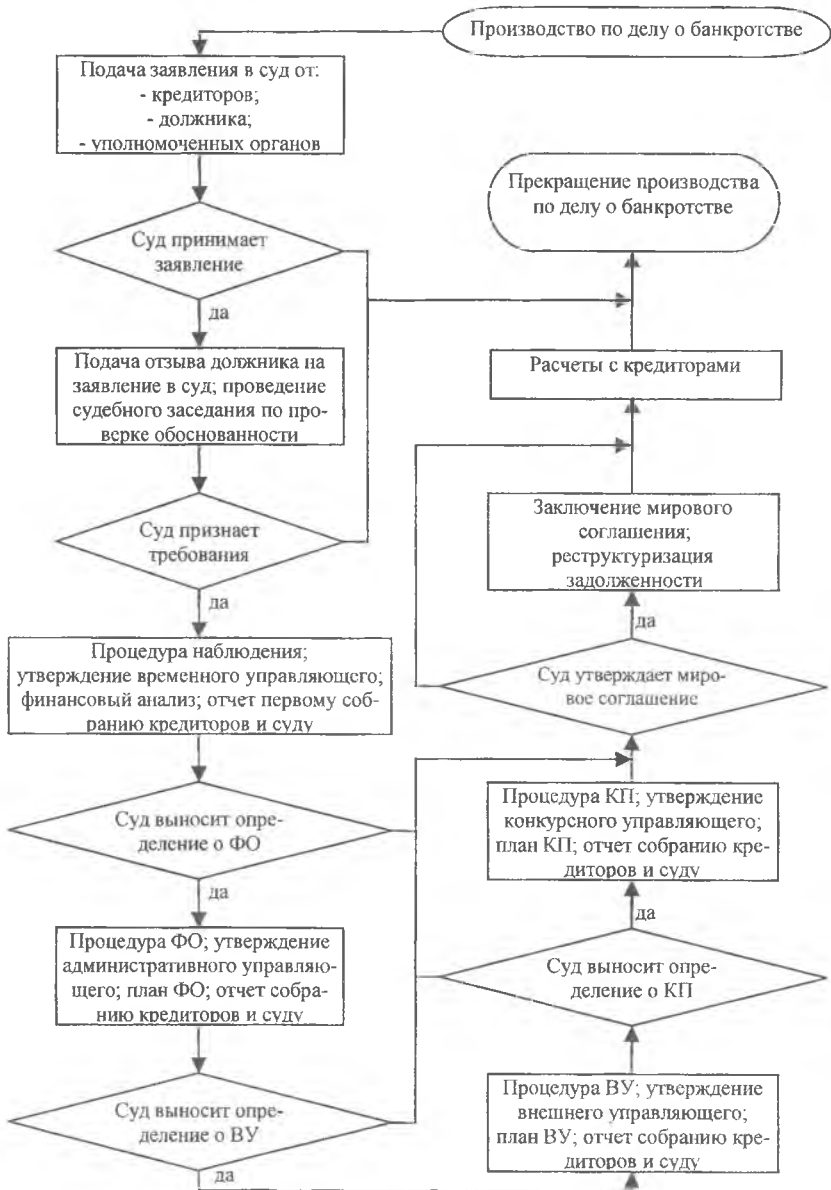 Производство по делу о банкротстве
Подача заявления в суд от:
- кредиторов;
- должника;
- уполномоченных органов
Суд принимает
заявление
да
Подача отзыва должника на
заявление в суд; проведение
судебного заседания по про-
верке обоснованности
Суд признает
требования
да
Процедура наблюдения;
утверждение временного управляющего;
финансовый анализ; отчет первому соб-
ранию кредиторов и суду
Суд выносит опре-
деление о ФО
да
Процедура ФО; утверждение
административного управляю-
щего; план ФО; отчет собра-
нию кредиторов и суду
Суд выносит опре-
деление о ВУ
да
Процедура ВУ; утверждение
внешнего управляющего;
план ВУ; отчет собранию кре-
диторов и суду
Суд выносит опре-
деление о КП
да
Процедура КП; утверждение
конкурсного управляющего;
план КП; отчет собранию кре-
диторов и суду
Суд утверждает миро-
вое соглашение
да
Заключение мирового
соглашения;
реструктуризация
задолженности
Расчеты с кредиторами
Прекращение производства
по делу о банкротстве